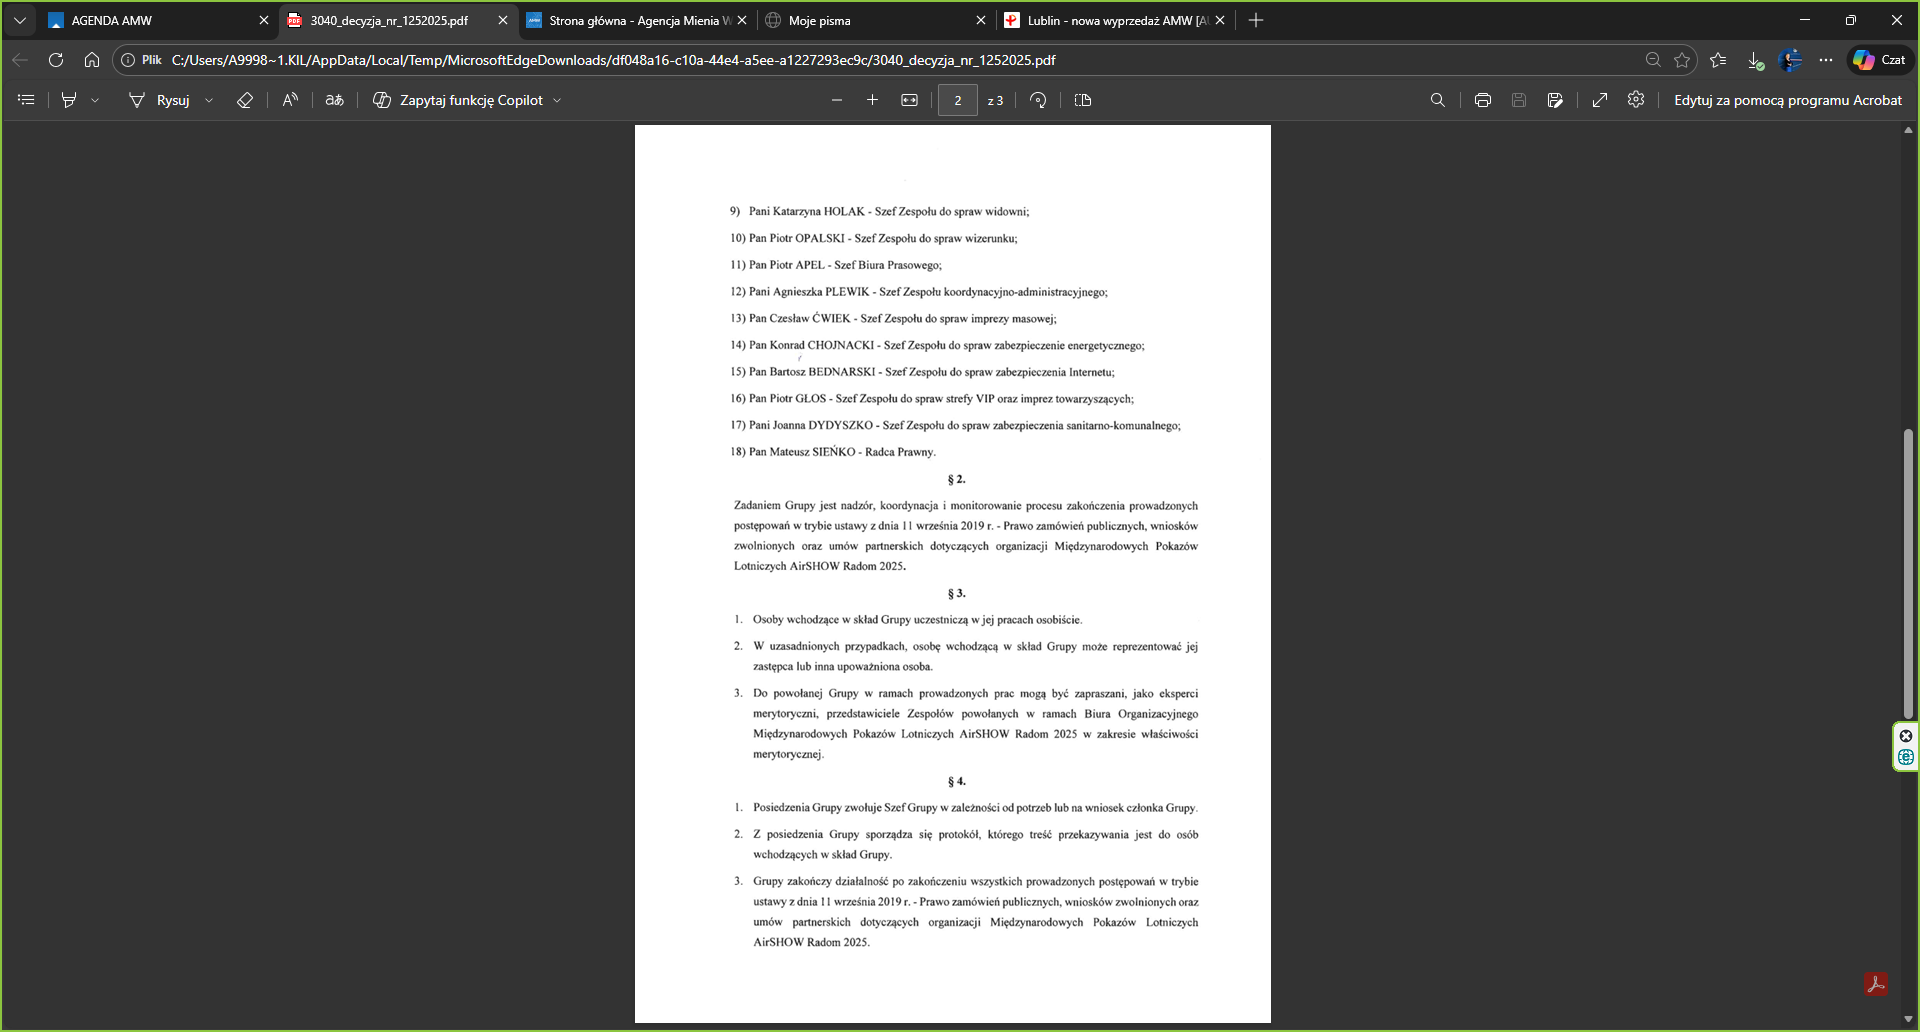 AGENDA AMW
3040_decyzja_nr_1252025.pdf
Strona główna - Agencja Mienia W
Moje pisma
Lublin - nowa wyprzedaż AMW [AU
Plik C:/Users/A9998~1.KIL/AppData/Local/Temp/MicrosoftEdgeDownloads/df048a16-c10a-44e4-a5ee-a1227293ec9c/3040_decyzja_nr_1252025.pdf
Czat
Rysuj
aあ
Zapytaj funkcję Copilot
2 z 3
Edytuj za pomocą programu Acrobat
9) Pani Katarzyna HOLAK - Szef Zespołu do spraw widowni;
10) Pan Piotr OPALSKI - Szef Zespołu do spraw wizerunku;
11) Pan Piotr APEL - Szef Biura Prasowego;
12) Pani Agnieszka PLEWIK - Szef Zespołu koordynacyjno-administracyjnego;
13) Pan Czesław ĆWIEK - Szef Zespołu do spraw imprezy masowej;
14) Pan Konrad CHOJNACKI - Szef Zespołu do spraw zabezpieczenie energetycznego;
15) Pan Bartosz BEDNARSKI - Szef Zespołu do spraw zabezpieczenia Internetu;
16) Pan Piotr GŁOS - Szef Zespołu do spraw strefy VIP oraz imprez towarzyszących;
17) Pani Joanna DYDYSZKO - Szef Zespołu do spraw zabezpieczenia sanitarno-komunalnego;
18) Pan Mateusz SIEŃKO - Radca Prawny.
§ 2.
Zadaniem Grupy jest nadzór, koordynacja i monitorowanie procesu zakończenia prowadzonych
postępowań w trybie ustawy z dnia 11 września 2019 r. - Prawo zamówień publicznych, wniosków
zwolnionych oraz umów partnerskich dotyczących organizacji Międzynarodowych Pokazów
Lotniczych AirSHOW Radom 2025.
§ 3.
1. Osoby wchodzące w skład Grupy uczestniczą w jej pracach osobiście.
2. W uzasadnionych przypadkach, osobę wchodzącą w skład Grupy może reprezentować jej
zastępca lub inna upoważniona osoba.
3. Do powołanej Grupy w ramach prowadzonych prac mogą być zapraszani, jako eksperci
merytoryczni, przedstawiciele Zespołów powołanych w ramach Biura Organizacyjnego
Międzynarodowych Pokazów Lotniczych AirSHOW Radom 2025 w zakresie właściwości
merytorycznej.
§ 4.
1. Posiedzenia Grupy zwołuje Szef Grupy w zależności od potrzeb lub na wniosek członka Grupy.
2. Z posiedzenia Grupy sporządza się protokół, którego treść przekazywania jest do osób
wchodzących w skład Grupy.
3. Grupy zakończy działalność po zakończeniu wszystkich prowadzonych postępowań w trybie
ustawy z dnia 11 września 2019 r. - Prawo zamówień publicznych, wniosków zwolnionych oraz
umów partnerskich dotyczących organizacji Międzynarodowych Pokazów Lotniczych
AirSHOW Radom 2025.